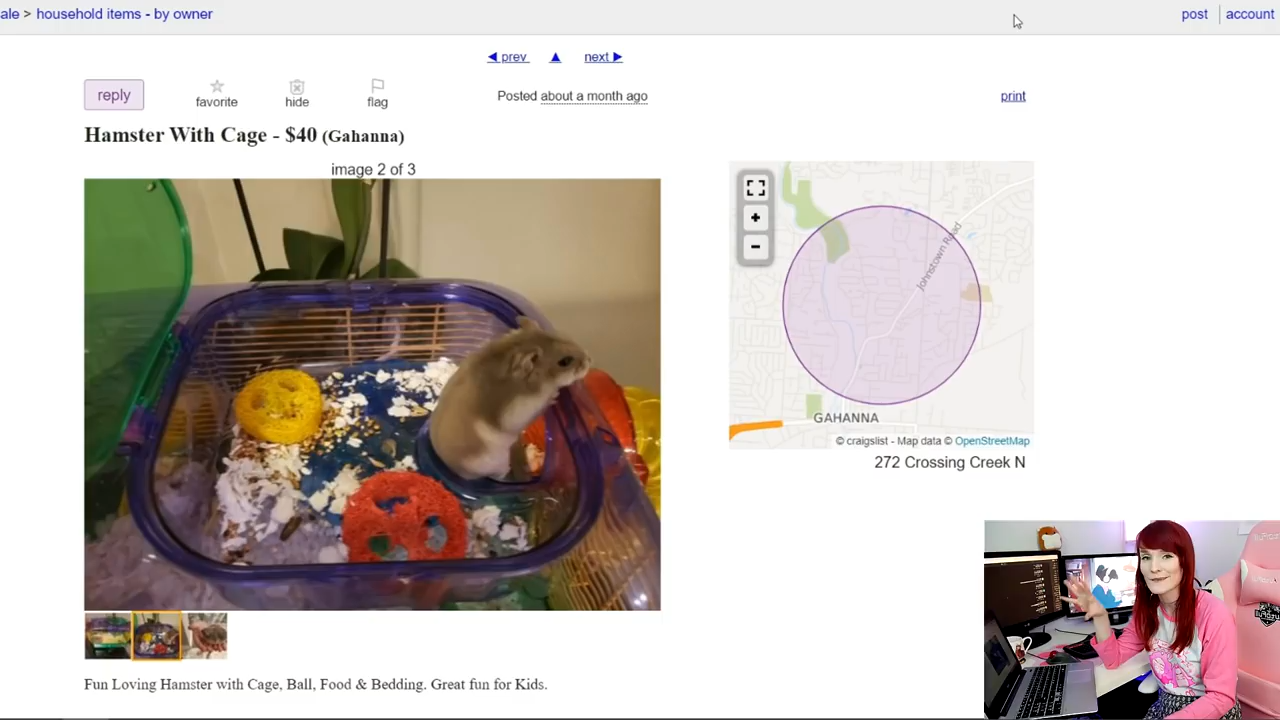 ale > household items - by owner
post
account
◀ prev ▲ next ▶
reply
favorite
hide
flag
Posted about a month ago
print
Hamster With Cage - $40 (Gahanna)
image 2 of 3
+
−
Johnstown Road
GAHANNA
© craigslist - Map data © OpenStreetMap
272 Crossing Creek N
Fun Loving Hamster with Cage, Ball, Food & Bedding. Great fun for Kids.